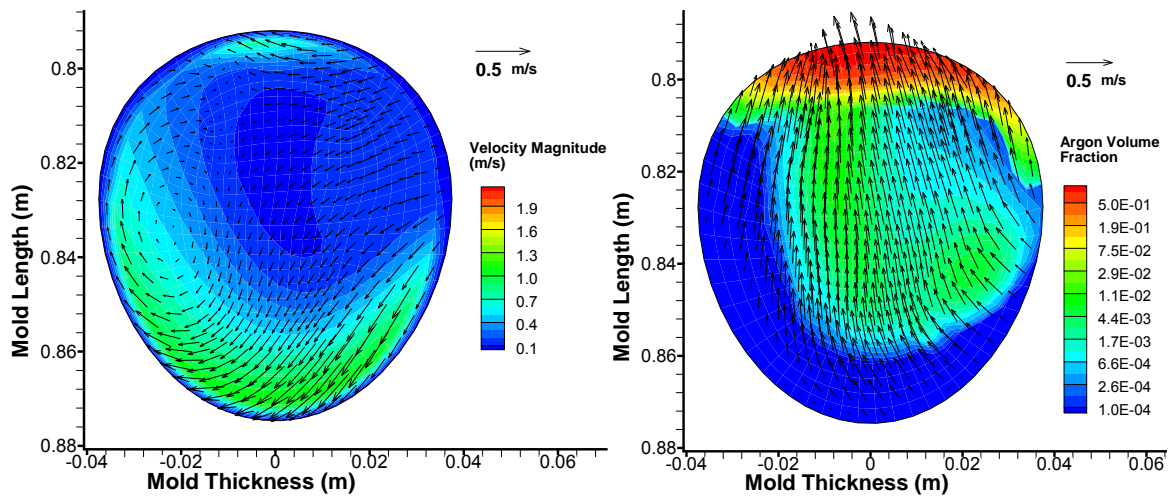 0.8
0.82
0.84
0.86
0.88
Mold Length (m)
-0.04
-0.02
0
0.02
0.04
0.06
Mold Thickness (m)
0.5 m/s
Velocity Magnitude
(m/s)
1.9
1.6
1.3
1.0
0.7
0.4
0.1
0.8
0.82
0.84
0.86
0.88
Mold Length (m)
-0.04
-0.02
0
0.02
0.04
0.06
Mold Thickness (m)
0.5 m/s
Argon Volume
Fraction
5.0E-01
1.9E-01
7.5E-02
2.9E-02
1.1E-02
4.4E-03
1.7E-03
6.6E-04
2.6E-04
1.0E-04